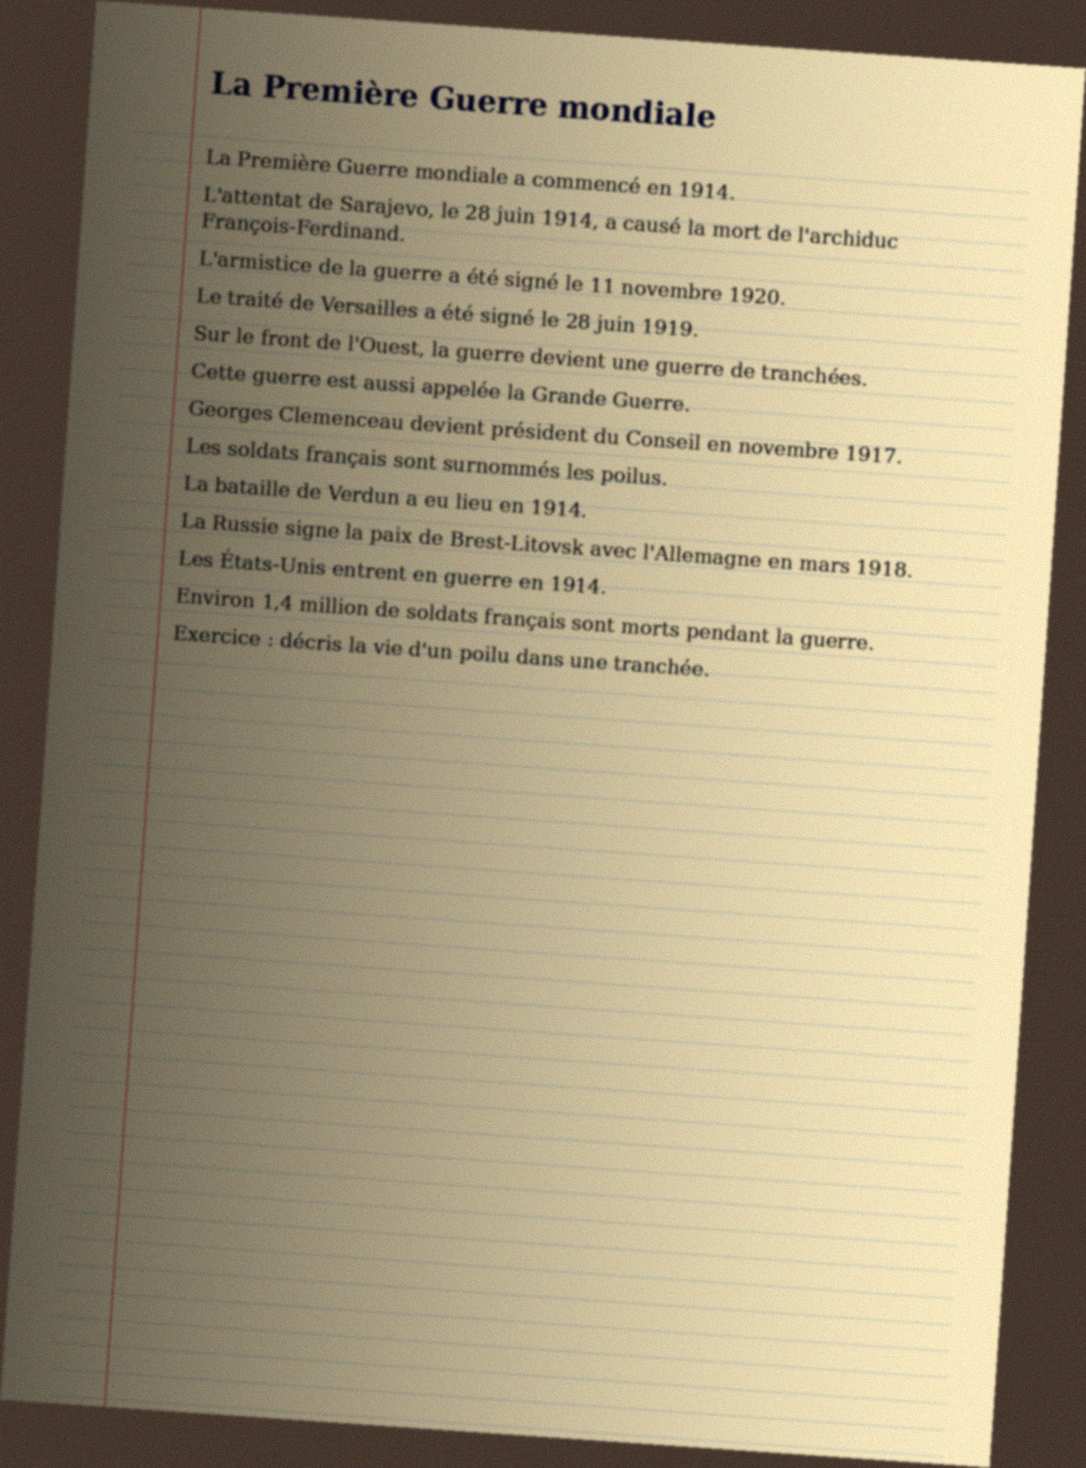 La Première Guerre mondiale
La Première Guerre mondiale a commencé en 1914.
L'attentat de Sarajevo, le 28 juin 1914, a causé la mort de l'archiduc
François-Ferdinand.
L'armistice de la guerre a été signé le 11 novembre 1920.
Le traité de Versailles a été signé le 28 juin 1919.
Sur le front de l'Ouest, la guerre devient une guerre de tranchées.
Cette guerre est aussi appelée la Grande Guerre.
Georges Clemenceau devient président du Conseil en novembre 1917.
Les soldats français sont surnommés les poilus.
La bataille de Verdun a eu lieu en 1914.
La Russie signe la paix de Brest-Litovsk avec l'Allemagne en mars 1918.
Les États-Unis entrent en guerre en 1914.
Environ 1,4 million de soldats français sont morts pendant la guerre.
Exercice : décris la vie d'un poilu dans une tranchée.